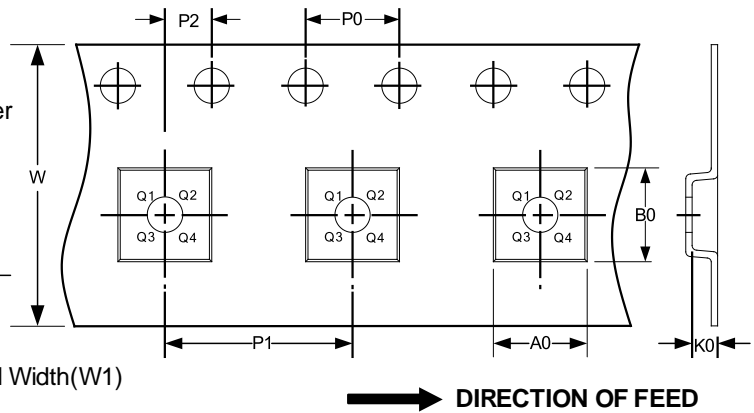 P2
P0
er
W
Q1 Q2
Q3 Q4
Q1 Q2
Q3 Q4
Q1 Q2
Q3 Q4
B0
P1
A0
K0
Width(W1)
DIRECTION OF FEED